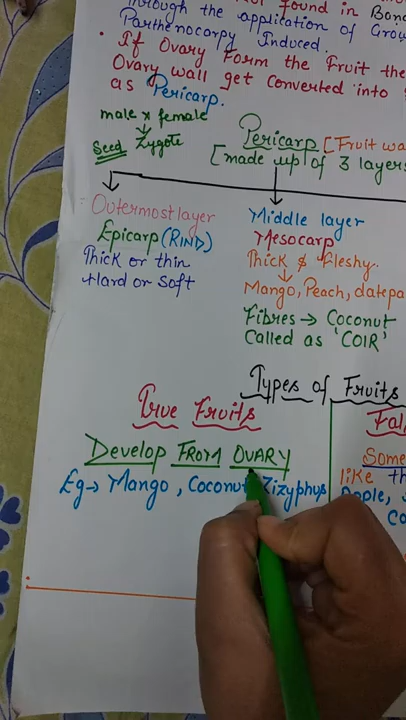 Through the application of Grow
Parthenocarpy Induced.
• If Ovary Form the Fruit the
Ovary wall get Converted into
as Pericarp.
male x female
Seed Zygote
Pericarp [Fruit wa
[made up of 3 layers
Outermost layer
Epicarp (RIND)
Thick or thin
Hard or Soft
Middle layer
Mesocarp
Thick & fleshy.
Mango, Peach, datepa
Fibres → Coconut
Called as 'COIR'
Types of Fruits
True Fruits
Develop FROM OVARY
Eg → Mango, Coconut Zizyphus
Fal
Some
like th
Apple,